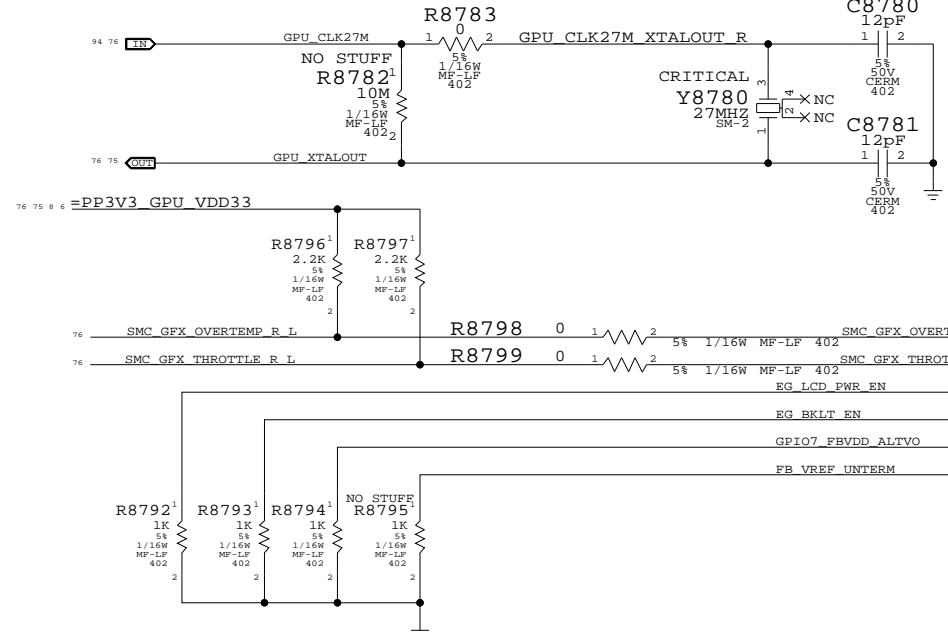 R8783
C8780
0
12pF
94 76 IN GPU_CLK27M 1 2 GPU_CLK27M_XTALOUT_R 1 2
5%
1/16W
MF-LF
402
5%
50V
CERM
402
NO STUFF
R8782 1
10M
5%
1/16W
MF-LF
402 2
CRITICAL
Y8780
27MHZ
SM-2
3
4 NC
2 NC
1
C8781
12pF
1 2
5%
50V
CERM
402
76 75 OUT GPU_XTALOUT
76 75 8 6 =PP3V3_GPU_VDD33
R8796 1
2.2K
5%
1/16W
MF-LF
402
2
R8797 1
2.2K
5%
1/16W
MF-LF
402
2
76 SMC_GFX_OVERTEMP_R_L R8798 0 1 2 5% 1/16W MF-LF 402 SMC_GFX_OVERT
76 SMC_GFX_THROTTLE_R_L R8799 0 1 2 5% 1/16W MF-LF 402 SMC_GFX_THROT
EG_LCD_PWR_EN
EG_BKLT_EN
GPIO7_FBVDD_ALTVO
FB_VREF_UNTERM
R8792 1
1K
5%
1/16W
MF-LF
402
2
R8793 1
1K
5%
1/16W
MF-LF
402
2
R8794 1
1K
5%
1/16W
MF-LF
402
2
NO STUFF
R8795 1
1K
5%
1/16W
MF-LF
402
2